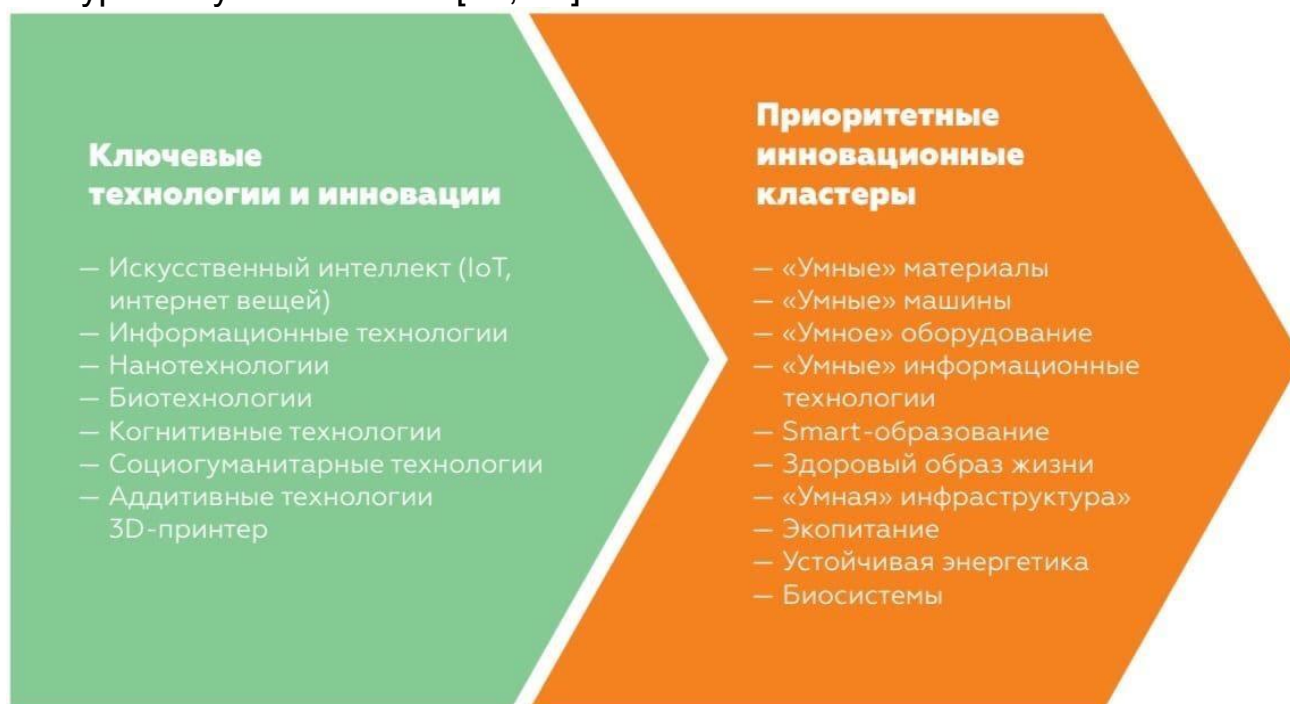 Ключевые
технологии и инновации
— Искусственный интеллект (IoT,
интернет вещей)
— Информационные технологии
— Нанотехнологии
— Биотехнологии
— Когнитивные технологии
— Социогуманитарные технологии
— Аддитивные технологии
3D-принтер
Приоритетные
инновационные
кластеры
— «Умные» материалы
— «Умные» машины
— «Умное» оборудование
— «Умные» информационные
технологии
— Smart-образование
— Здоровый образ жизни
— «Умная» инфраструктура»
— Экопитание
— Устойчивая энергетика
— Биосистемы